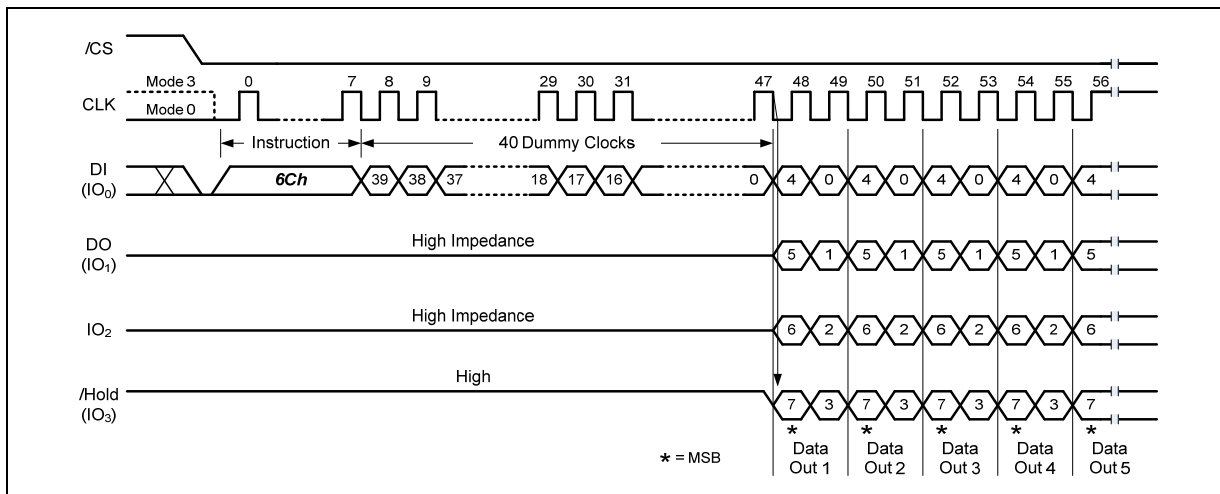 /CS
Mode 3 0 7 8 9 29 30 31 47 48 49 50 51 52 53 54 55 56
CLK
Mode 0
Instruction 40 Dummy Clocks
DI
(IO₀)
6Ch 39 38 37 18 17 16 0 4 0 4 0 4 0 4 0 4
High Impedance
DO
(IO₁)
5 1 5 1 5 1 5 1 5
High Impedance
IO₂ 6 2 6 2 6 2 6 2 6
High
/Hold
(IO₃)
7 3 7 3 7 3 7 3 7
* * * * *
* = MSB
Data Data Data Data Data
Out 1 Out 2 Out 3 Out 4 Out 5